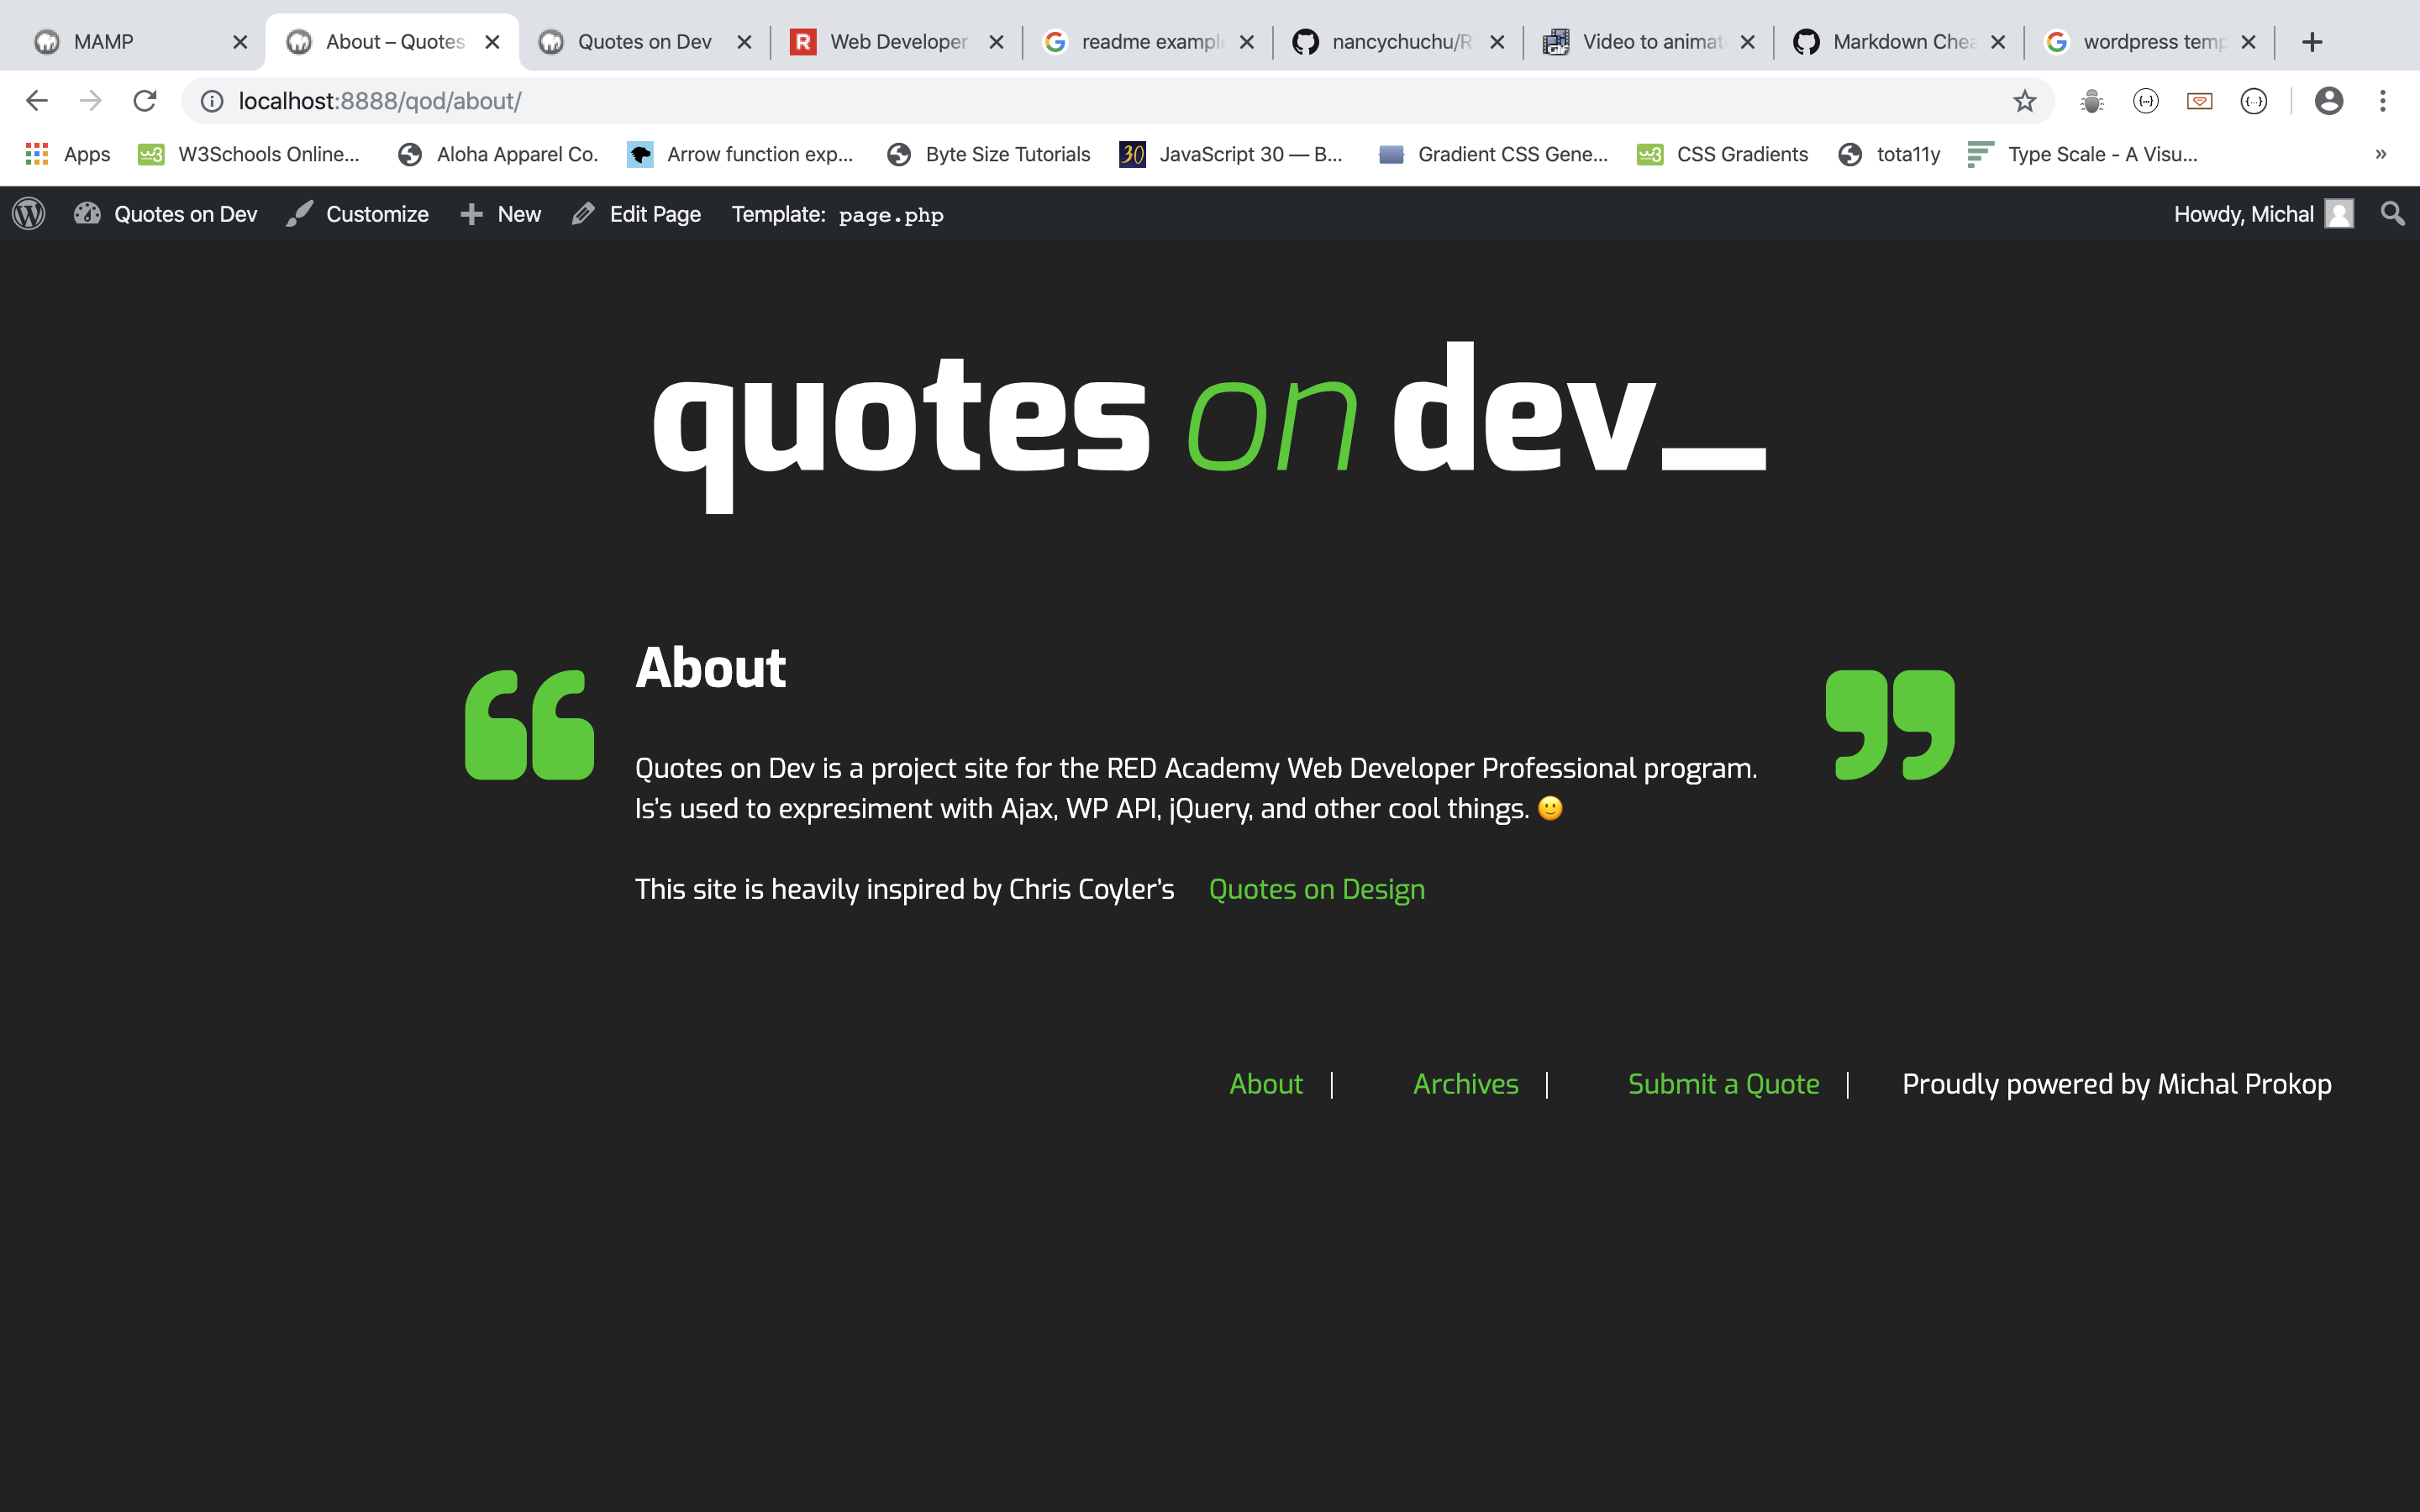 MAMP
About – Quotes
Quotes on Dev
Web Developer
readme example
nancychuchu/R
Video to animat
Markdown Chea
wordpress temp
localhost:8888/qod/about/
Apps
W3Schools Online...
Aloha Apparel Co.
Arrow function exp...
Byte Size Tutorials
JavaScript 30 — B...
Gradient CSS Gene...
CSS Gradients
tota11y
Type Scale - A Visu...
»
Quotes on Dev
Customize
New
Edit Page
Template: page.php
Howdy, Michal
quotes on dev_
About
Quotes on Dev is a project site for the RED Academy Web Developer Professional program.
Is’s used to expresiment with Ajax, WP API, jQuery, and other cool things. 🙂
This site is heavily inspired by Chris Coyler’s Quotes on Design
About | Archives | Submit a Quote | Proudly powered by Michal Prokop